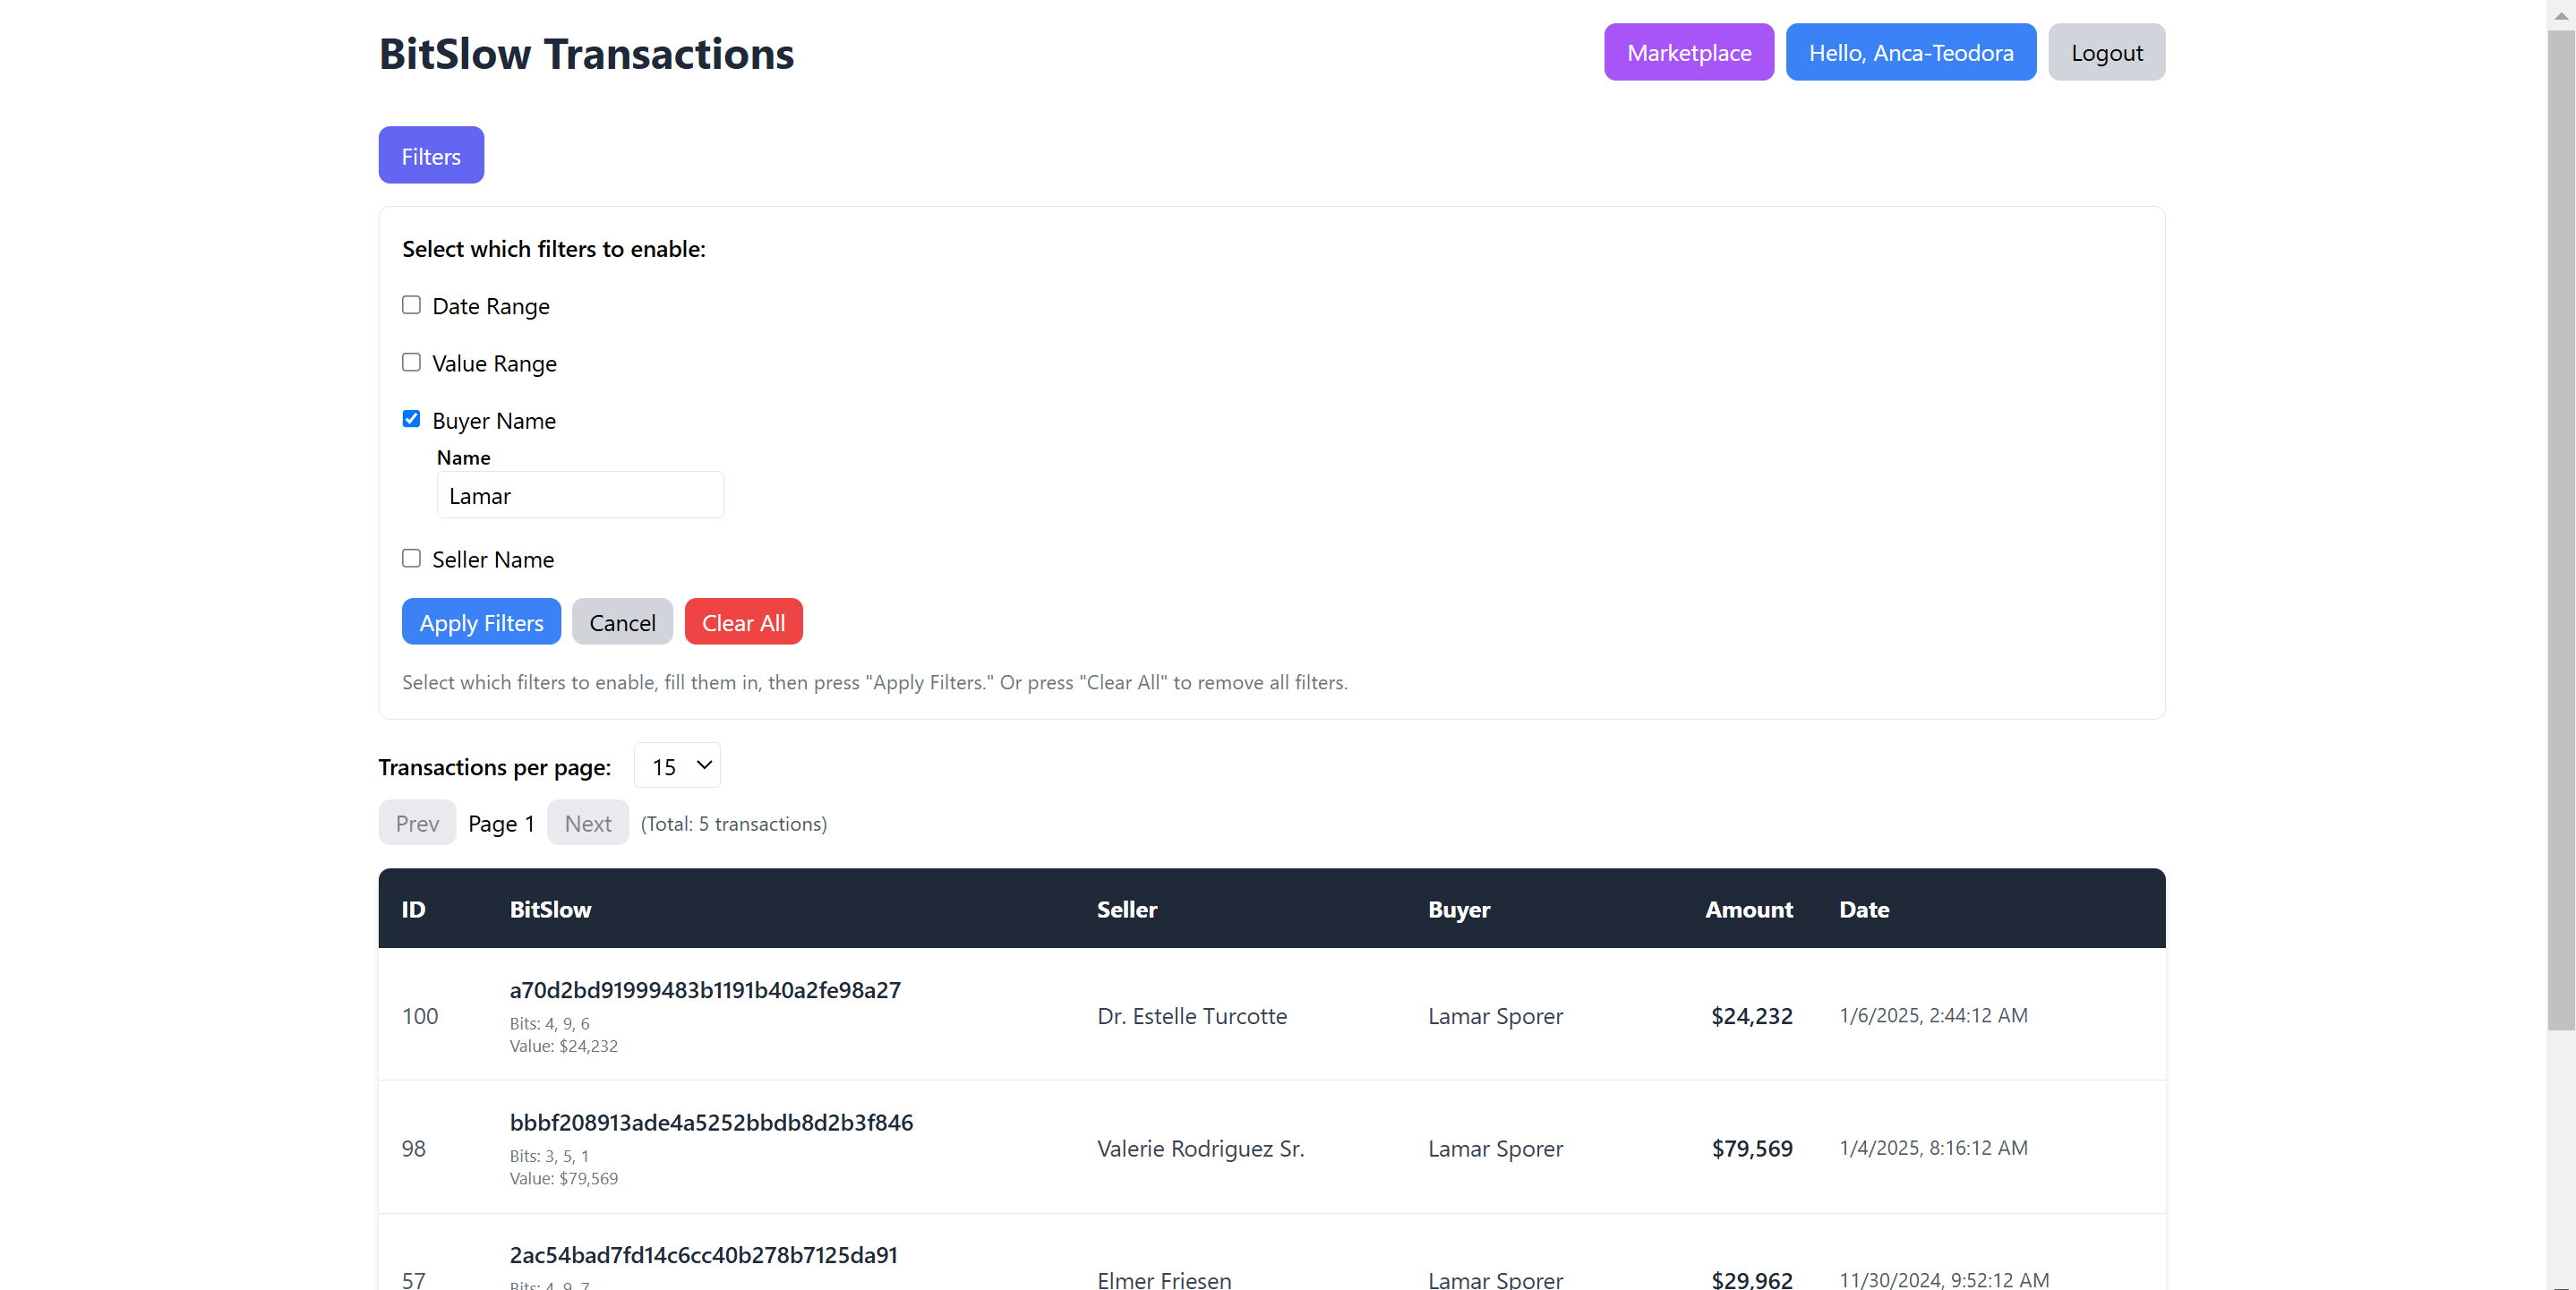 BitSlow Transactions
Marketplace
Hello, Anca-Teodora
Logout
Filters
Select which filters to enable:
Date Range
Value Range
Buyer Name
Name
Lamar
Seller Name
Apply Filters Cancel Clear All
Select which filters to enable, fill them in, then press "Apply Filters." Or press "Clear All" to remove all filters.
Transactions per page: 15
Prev Page 1 Next (Total: 5 transactions)
ID BitSlow Seller Buyer Amount Date
a70d2bd91999483b1191b40a2fe98a27
100 Dr. Estelle Turcotte Lamar Sporer $24,232 1/6/2025, 2:44:12 AM
Bits: 4, 9, 6
Value: $24,232
bbbf208913ade4a5252bbdb8d2b3f846
98 Valerie Rodriguez Sr. Lamar Sporer $79,569 1/4/2025, 8:16:12 AM
Bits: 3, 5, 1
Value: $79,569
2ac54bad7fd14c6cc40b278b7125da91
57 Elmer Friesen Lamar Sporer $29,962 11/30/2024, 9:52:12 AM
Bits: 4, 9, 7